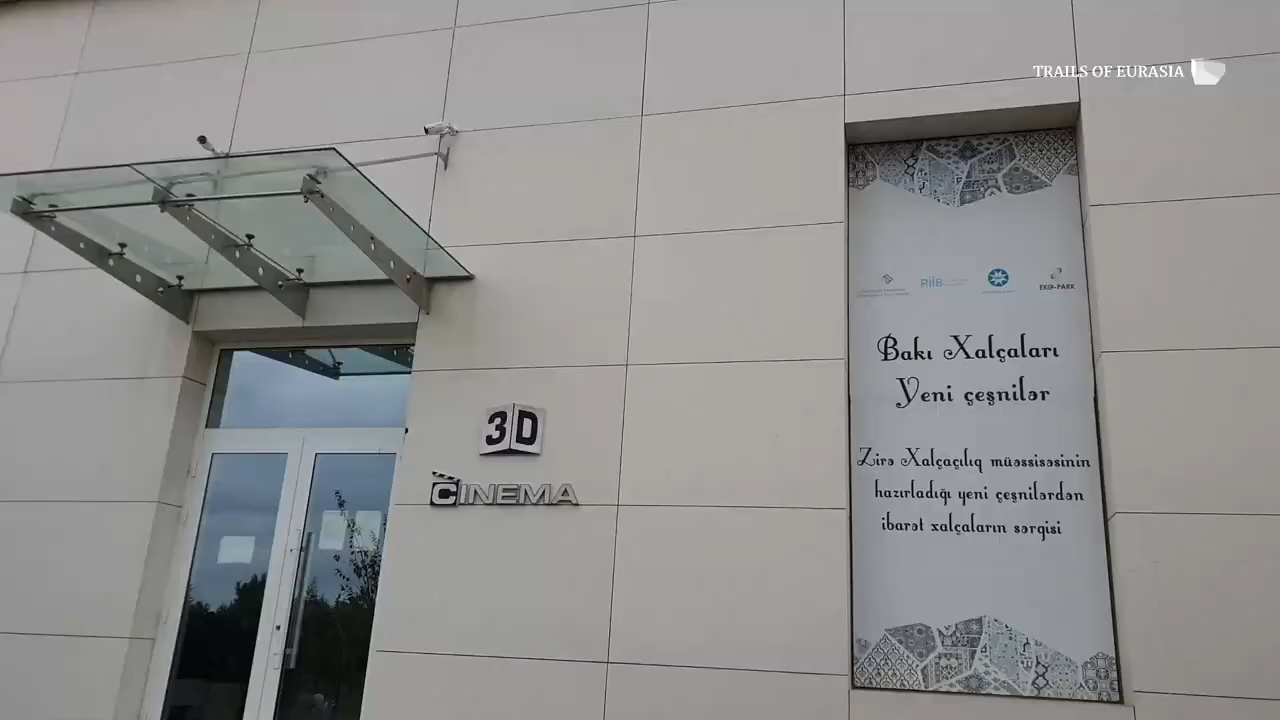 TRAILS OF EURASIA
RİİB
EKO-PARK
Bakı Xalçaları
Yeni çeşnilər
Zirə Xalçaçılıq müəssisəsinin
hazırladığı yeni çeşnilərdən
ibarət xalçaların sərgisi
3D
CINEMA